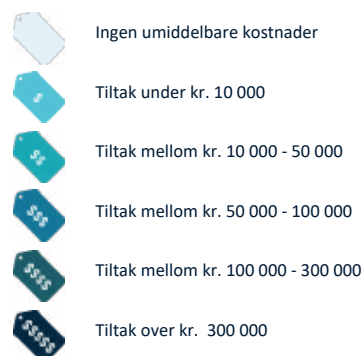 Ingen umiddelbare kostnader
$ Tiltak under kr. 10 000
$$ Tiltak mellom kr. 10 000 - 50 000
$$$ Tiltak mellom kr. 50 000 - 100 000
$$$$ Tiltak mellom kr. 100 000 - 300 000
$$$$$ Tiltak over kr. 300 000